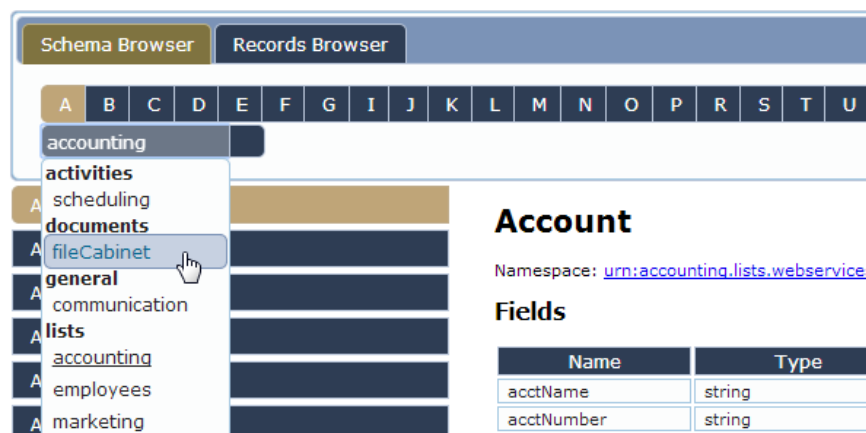 Schema Browser Records Browser
A B C D E F G I J K L M N O P R S T U
accounting
activities
scheduling
documents
fileCabinet
general
communication
lists
accounting
employees
marketing
A
A
A
A
A
A
Account
Namespace: urn:accounting.lists.webservice
Fields
Name Type
acctName string
acctNumber string